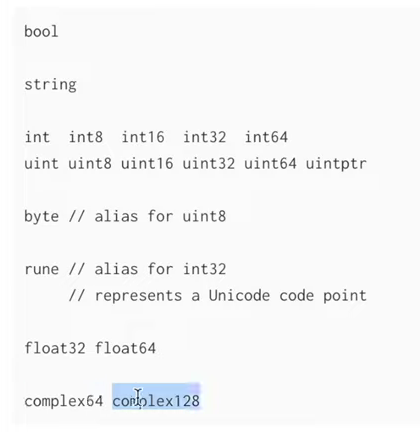 bool
string
int int8 int16 int32 int64
uint uint8 uint16 uint32 uint64 uintptr
byte // alias for uint8
rune // alias for int32
// represents a Unicode code point
float32 float64
complex64 complex128